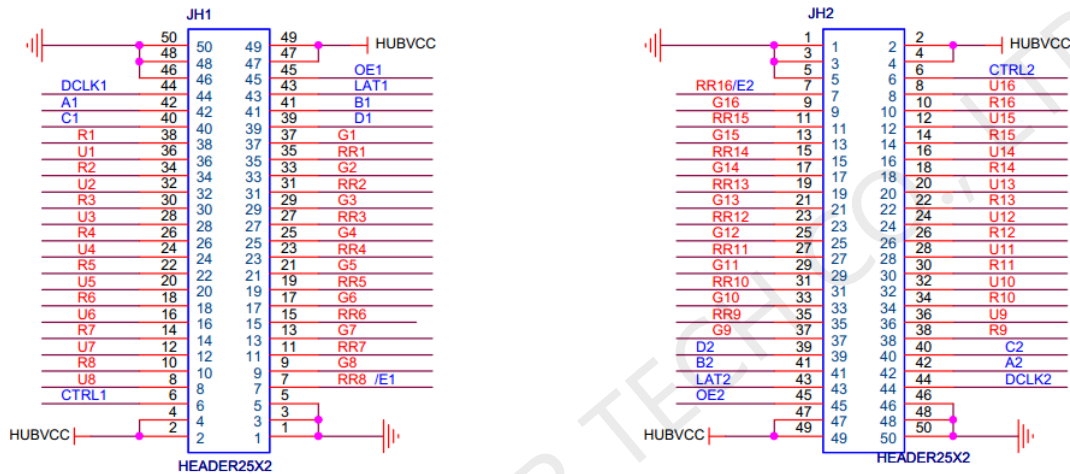 JH1
50 50 49 49 HUBVCC
48 48 47 47
46 46 45 45 OE1
DCLK1 44 44 43 43 LAT1
A1 42 42 41 41 B1
C1 40 40 39 39 D1
R1 38 38 37 37 G1
U1 36 36 35 35 RR1
R2 34 34 33 33 G2
U2 32 32 31 31 RR2
R3 30 30 29 29 G3
U3 28 28 27 27 RR3
R4 26 26 25 25 G4
U4 24 24 23 23 RR4
R5 22 22 21 21 G5
U5 20 20 19 19 RR5
R6 18 18 17 17 G6
U6 16 16 15 15 RR6
R7 14 14 13 13 G7
U7 12 12 11 11 RR7
R8 10 10 9 9 G8
U8 8 8 7 7 RR8 /E1
CTRL1 6 6 5 5
4 4 3 3
HUBVCC 2 2 1 1
HEADER25X2
JH2
1 1 2 2 HUBVCC
3 3 4 4
5 5 6 6 CTRL2
RR16/E2 7 7 8 8 U16
G16 9 9 10 10 R16
RR15 11 11 12 12 U15
G15 13 13 14 14 R15
RR14 15 15 16 16 U14
G14 17 17 18 18 R14
RR13 19 19 20 20 U13
G13 21 21 22 22 R13
RR12 23 23 24 24 U12
G12 25 25 26 26 R12
RR11 27 27 28 28 U11
G11 29 29 30 30 R11
RR10 31 31 32 32 U10
G10 33 33 34 34 R10
RR9 35 35 36 36 U9
G9 37 37 38 38 R9
D2 39 39 40 40 C2
B2 41 41 42 42 A2
LAT2 43 43 44 44 DCLK2
OE2 45 45 46 46
47 47 48 48
HUBVCC 49 49 50 50
HEADER25X2
R TECH CO.,LT